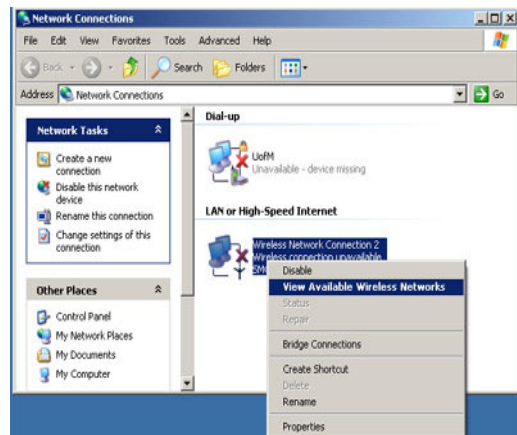 Network Connections
File Edit View Favorites Tools Advanced Help
Back Search Folders
Address Network Connections Go
Network Tasks
Create a new
connection
Disable this network
device
Rename this connection
Change settings of this
connection
Other Places
Control Panel
My Network Places
My Documents
My Computer
Dial-up
UofM
Unavailable - device missing
LAN or High-Speed Internet
Wireless Network Connection 2
Wireless connection unavailable
Disable
View Available Wireless Networks
Status
Repair
Bridge Connections
Create Shortcut
Delete
Rename
Properties